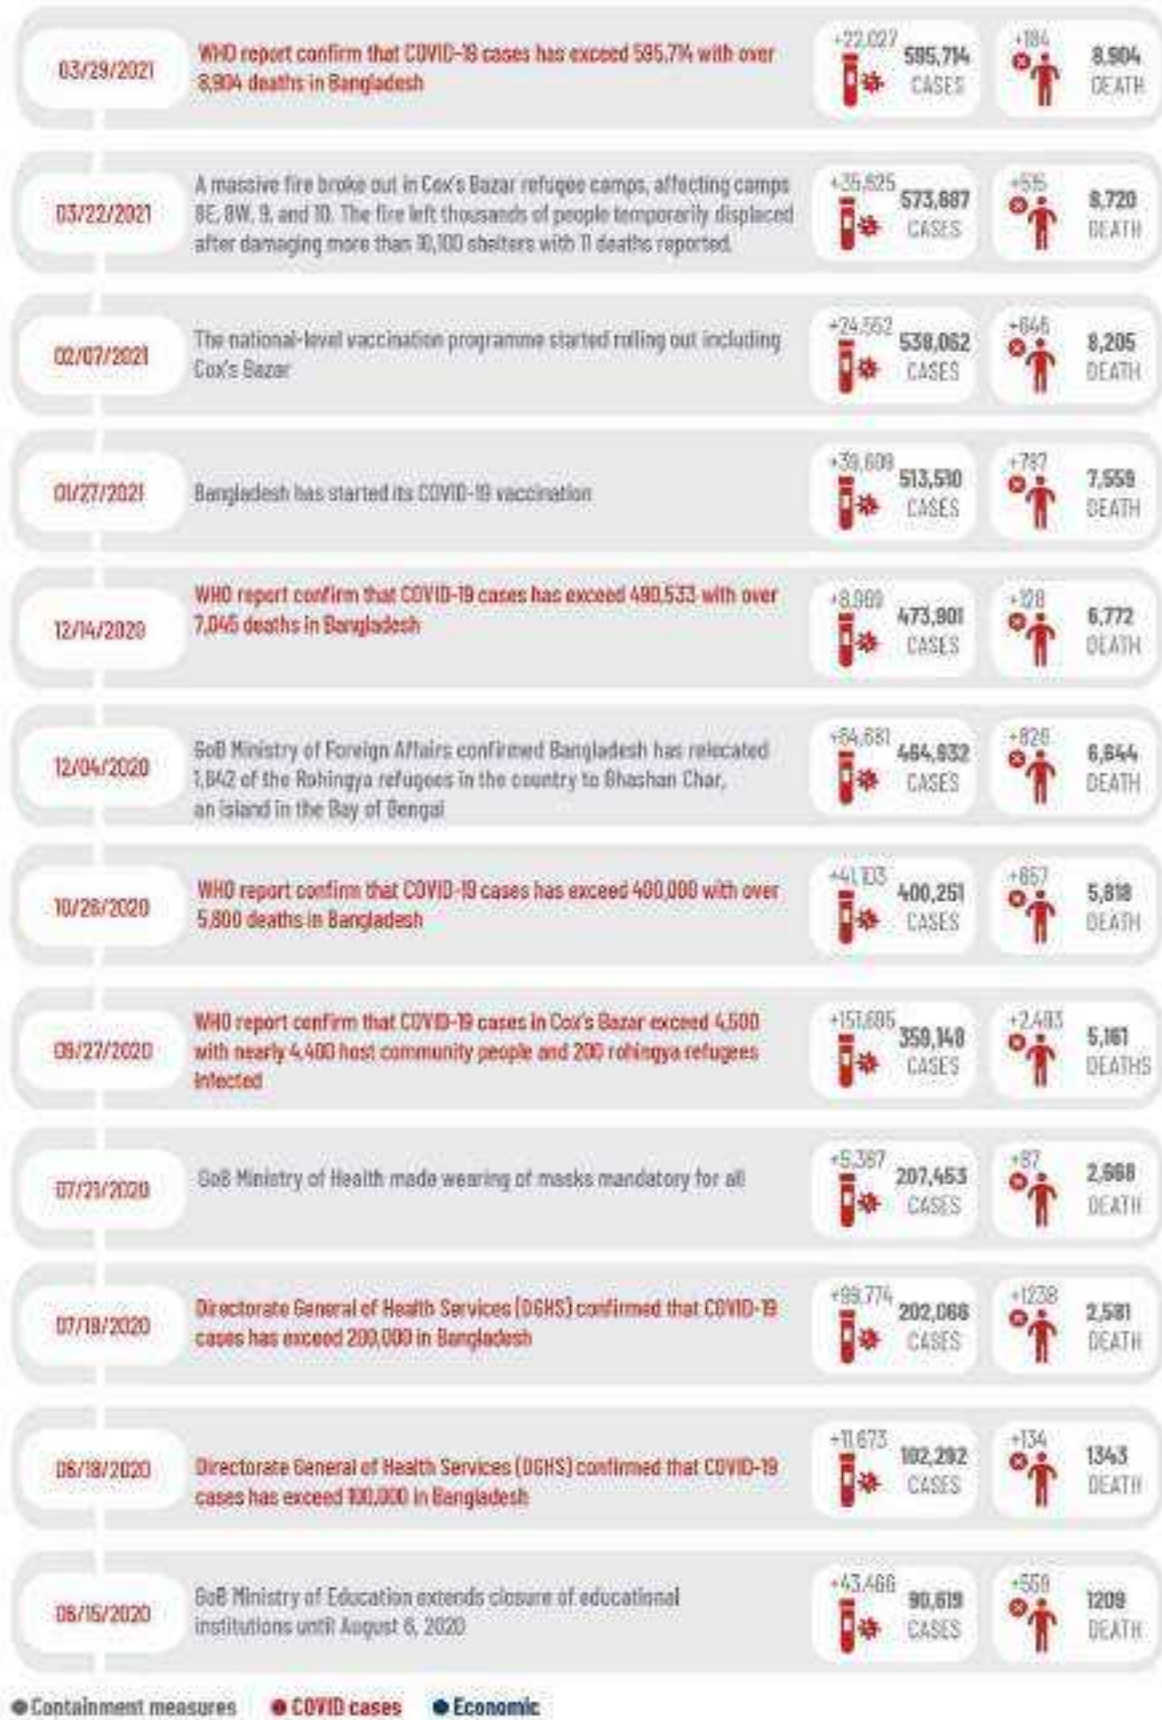 03/29/2021
WHO report confirm that COVID-19 cases has exceed 595,714 with over
8,904 deaths in Bangladesh
+22,027
595,714
CASES
+184
8,904
DEATH
03/22/2021
A massive fire broke out in Cox's Bazar refugee camps, affecting camps
8E, 8W, 9, and 10. The fire left thousands of people temporarily displaced
after damaging more than 10,100 shelters with 11 deaths reported.
+35,625
573,687
CASES
+515
8,720
DEATH
02/07/2021
The national-level vaccination programme started rolling out including
Cox's Bazar
+24,552
538,062
CASES
+646
8,205
DEATH
01/27/2021
Bangladesh has started its COVID-19 vaccination
+39,609
513,510
CASES
+787
7,559
DEATH
12/14/2020
WHO report confirm that COVID-19 cases has exceed 490,533 with over
7,045 deaths in Bangladesh
+8,969
473,901
CASES
+128
6,772
DEATH
12/04/2020
GoB Ministry of Foreign Affairs confirmed Bangladesh has relocated
1,642 of the Rohingya refugees in the country to Bhashan Char,
an island in the Bay of Bengal
+64,681
464,932
CASES
+826
6,644
DEATH
10/26/2020
WHO report confirm that COVID-19 cases has exceed 400,000 with over
5,800 deaths in Bangladesh
+41,103
400,251
CASES
+657
5,818
DEATH
09/27/2020
WHO report confirm that COVID-19 cases in Cox's Bazar exceed 4,500
with nearly 4,400 host community people and 200 rohingya refugees
infected
+151,695
359,148
CASES
+2,493
5,161
DEATHS
07/21/2020
GoB Ministry of Health made wearing of masks mandatory for all
+5,387
207,453
CASES
+87
2,668
DEATH
07/18/2020
Directorate General of Health Services (DGHS) confirmed that COVID-19
cases has exceed 200,000 in Bangladesh
+99,774
202,066
CASES
+1238
2,581
DEATH
06/18/2020
Directorate General of Health Services (DGHS) confirmed that COVID-19
cases has exceed 100,000 in Bangladesh
+11,673
102,292
CASES
+134
1343
DEATH
06/15/2020
GoB Ministry of Education extends closure of educational
institutions until August 6, 2020
+43,466
90,619
CASES
+559
1209
DEATH
Containment measures COVID cases Economic